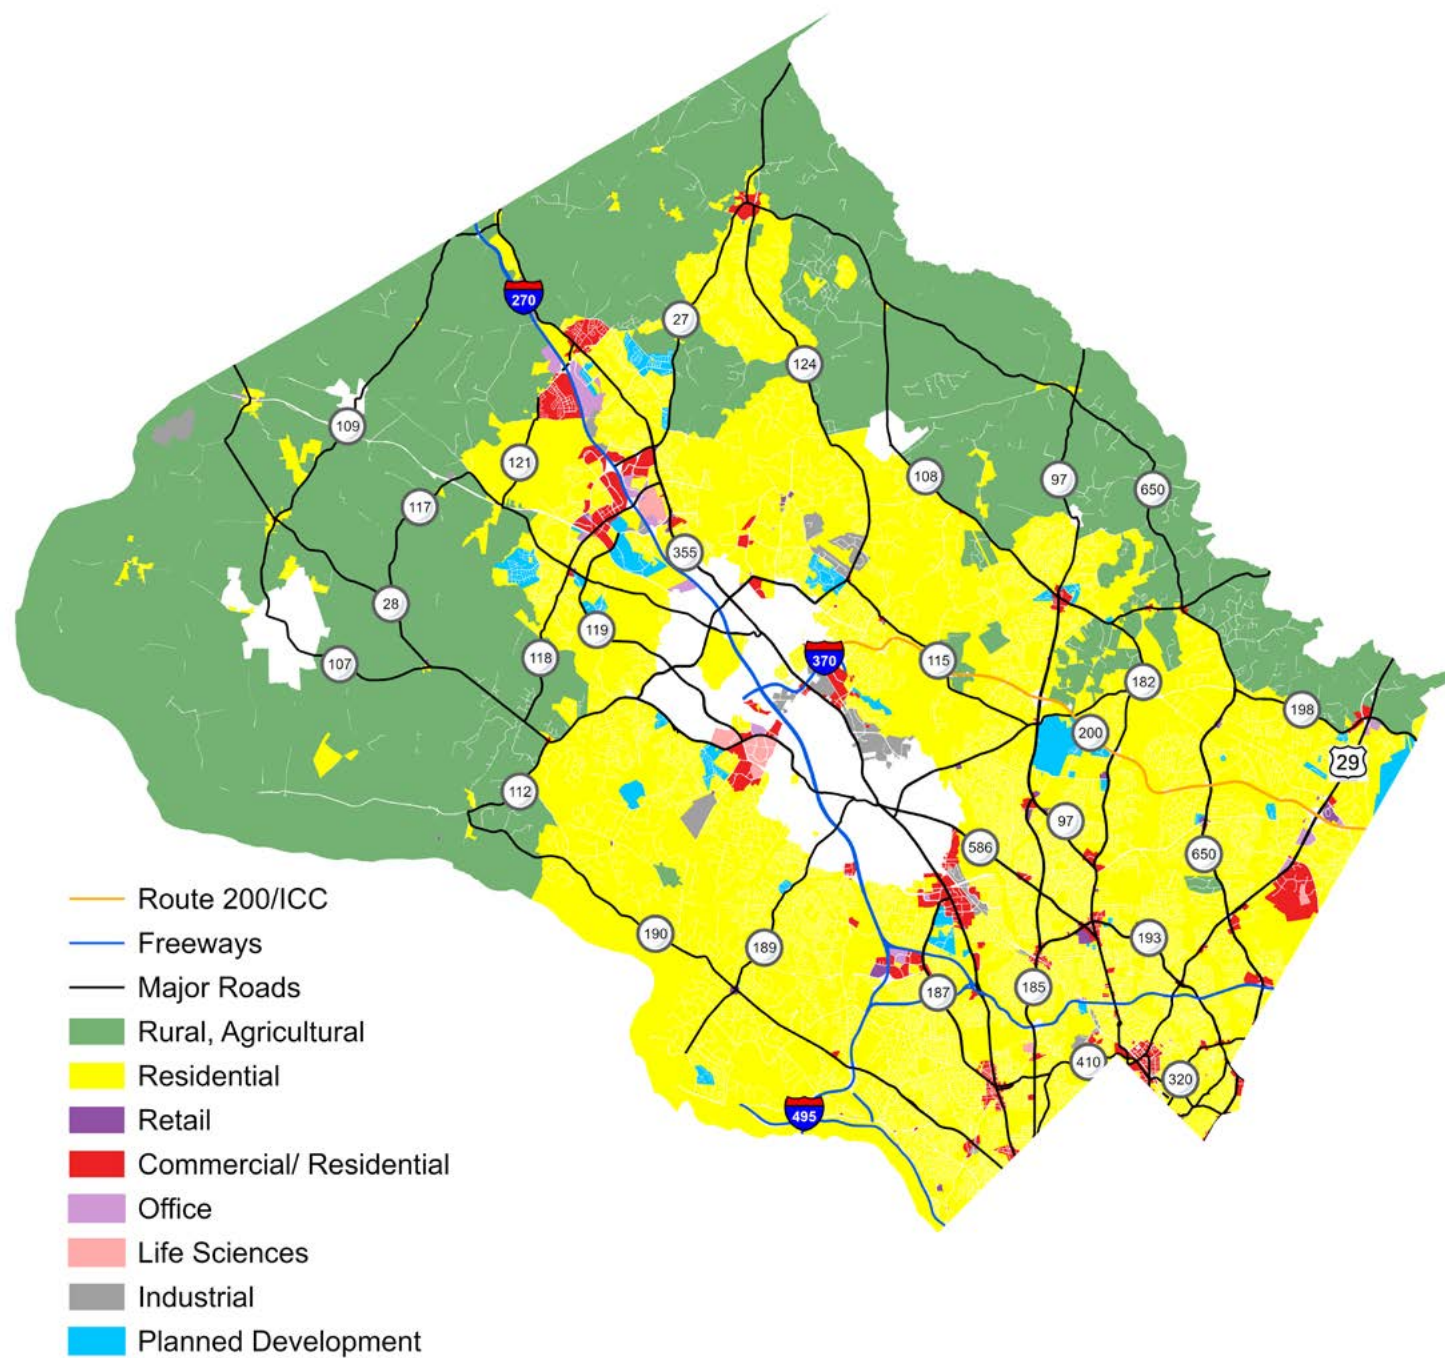 270
27
124
109
121
108
97
650
117
355
28
119
118
107
370
115
182
198
200
29
112
97
586
650
190
189
193
187
185
410
320
495
Route 200/ICC
Freeways
Major Roads
Rural, Agricultural
Residential
Retail
Commercial/ Residential
Office
Life Sciences
Industrial
Planned Development